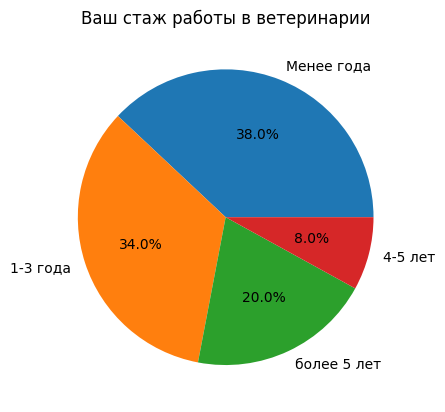 Ваш стаж работы в ветеринарии
Менее года
38.0%
34.0%
8.0%
4-5 лет
1-3 года
20.0%
более 5 лет